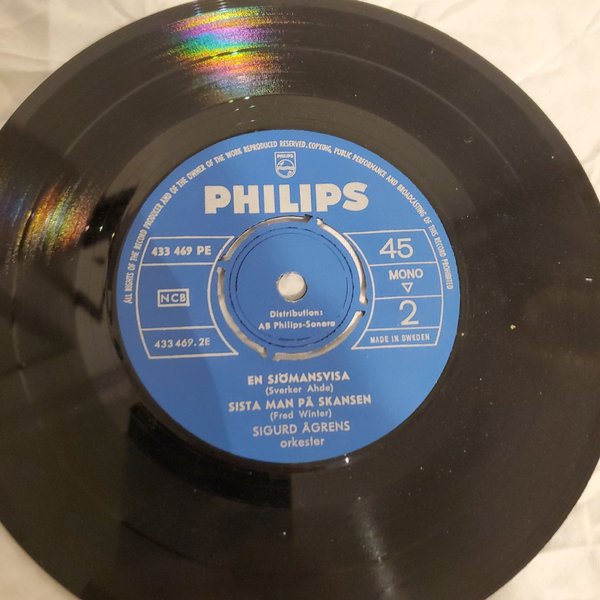 ALL RIGHTS OF THE RECORD PRODUCER AND OF THE OWNER OF THE WORK REPRODUCED RESERVED. COPYING, PUBLIC PERFORMANCE AND BROADCASTING OF THIS RECORD PROHIBITED
PHILIPS
PHILIPS
433 469 PE
45
NCB
MONO
433 469.2E
2
MADE IN SWEDEN
Distribution:
AB Philips-Sonora
EN SJÖMANSVISA
(Sverker Ahde)
SISTA MAN PÅ SKANSEN
(Fred Winter)
SIGURD ÅGRENS
orkester